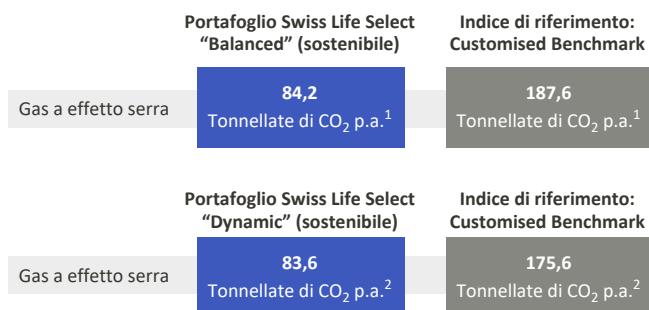 Portafoglio Swiss Life Select
“Balanced” (sostenibile)
Indice di riferimento:
Customised Benchmark
Gas a effetto serra
84,2
Tonnellate di CO₂ p.a.¹
187,6
Tonnellate di CO₂ p.a.¹
Portafoglio Swiss Life Select
“Dynamic” (sostenibile)
Indice di riferimento:
Customised Benchmark
Gas a effetto serra
83,6
Tonnellate di CO₂ p.a.²
175,6
Tonnellate di CO₂ p.a.²